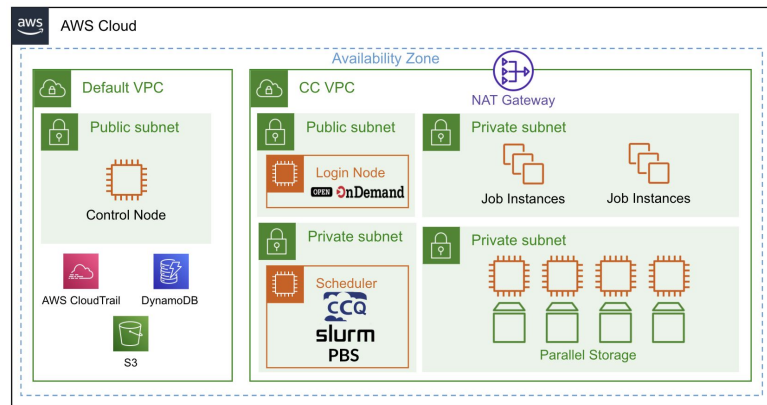 aws
AWS Cloud
Availability Zone
Default VPC
Public subnet
Control Node
AWS CloudTrail
DynamoDB
S3
CC VPC
NAT Gateway
Public subnet
Login Node
OPEN OnDemand
Private subnet
Job Instances
Job Instances
Private subnet
Scheduler
CCQ
slurm
PBS
Private subnet
Parallel Storage